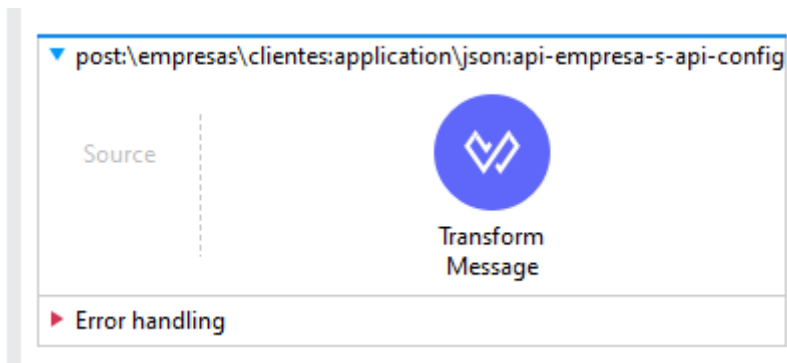 post:\empresas\clientes:application\json:api-empresa-s-api-config
Source
Transform
Message
Error handling